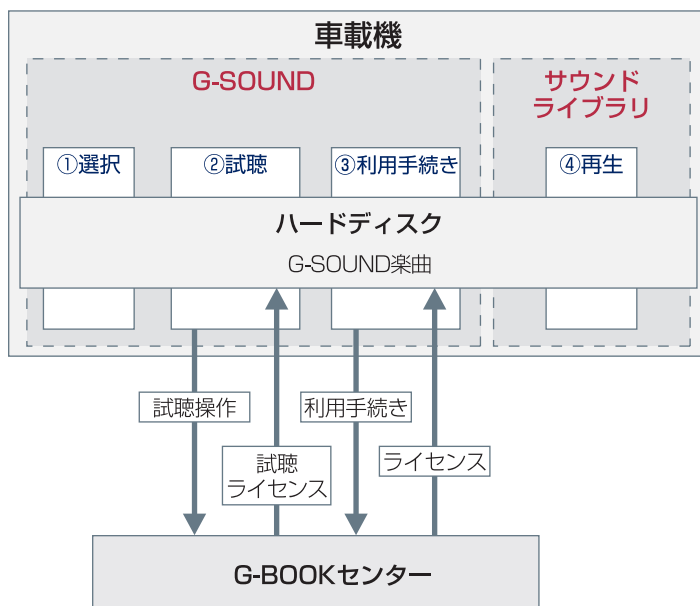 車載機
G-SOUND
サウンド
ライブラリ
①選択
②試聴
③利用手続き
④再生
ハードディスク
G-SOUND楽曲
試聴操作
利用手続き
試聴
ライセンス
ライセンス
G-BOOKセンター